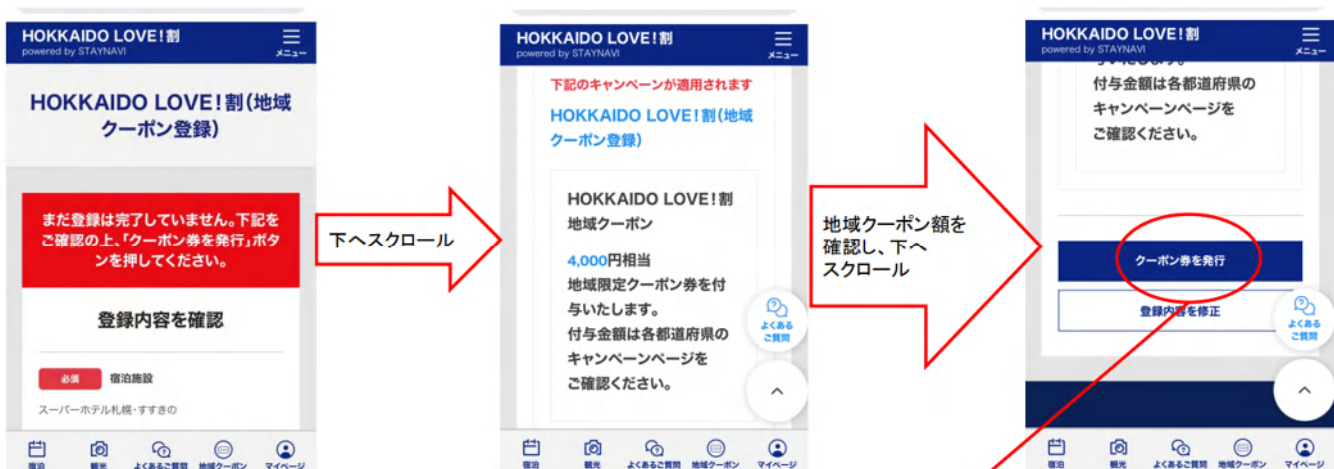 HOKKAIDO LOVE!割
powered by STAYNAVI
メニュー
HOKKAIDO LOVE!割(地域
クーポン登録)
まだ登録は完了していません。下記を
ご確認の上、「クーポン券を発行」ボタ
ンを押してください。
登録内容を確認
必須 宿泊施設
スーパーホテル札幌・すすきの
宿泊 観光 よくあるご質問 地域クーポン マイページ
下へスクロール
HOKKAIDO LOVE!割
powered by STAYNAVI
メニュー
下記のキャンペーンが適用されます
HOKKAIDO LOVE!割(地域
クーポン登録)
HOKKAIDO LOVE!割
地域クーポン
4,000円相当
地域限定クーポン券を付
与いたします。
付与金額は各都道府県の
キャンペーンページを
ご確認ください。
よくある
ご質問
宿泊 観光 よくあるご質問 地域クーポン マイページ
地域クーポン額を
確認し、下へ
スクロール
HOKKAIDO LOVE!割
powered by STAYNAVI
メニュー
与いたします。
付与金額は各都道府県の
キャンペーンページを
ご確認ください。
クーポン券を発行
登録内容を修正
よくある
ご質問
宿泊 観光 よくあるご質問 地域クーポン マイページ